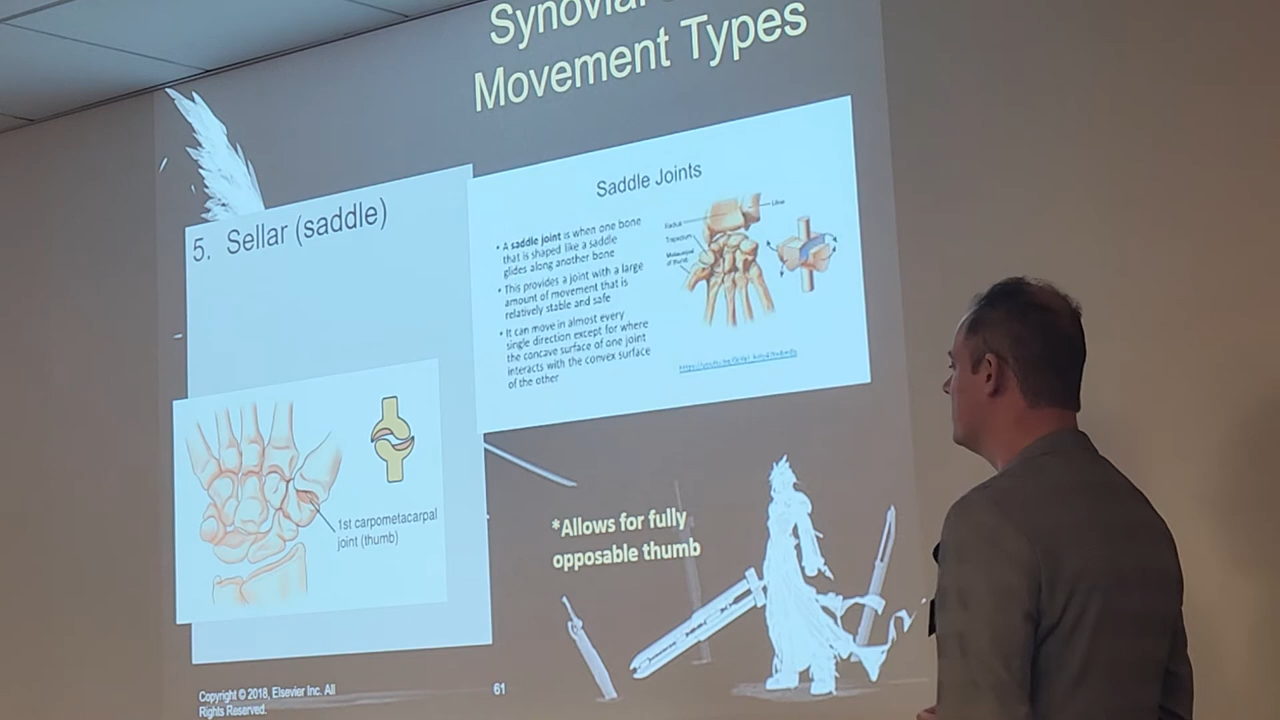 Synovial
Movement Types
5. Sellar (saddle)
1st carpometacarpal
joint (thumb)
Saddle Joints
• A saddle joint is when one bone
that is shaped like a saddle
glides along another bone
• This provides a joint with a large
amount of movement that is
relatively stable and safe
• It can move in almost every
single direction except for where
the concave surface of one joint
interacts with the convex surface
of the other
Radius
Ulna
Trapezium
Metacarpal
of thumb
*Allows for fully
opposable thumb
Copyright © 2018, Elsevier Inc. All
Rights Reserved.
61